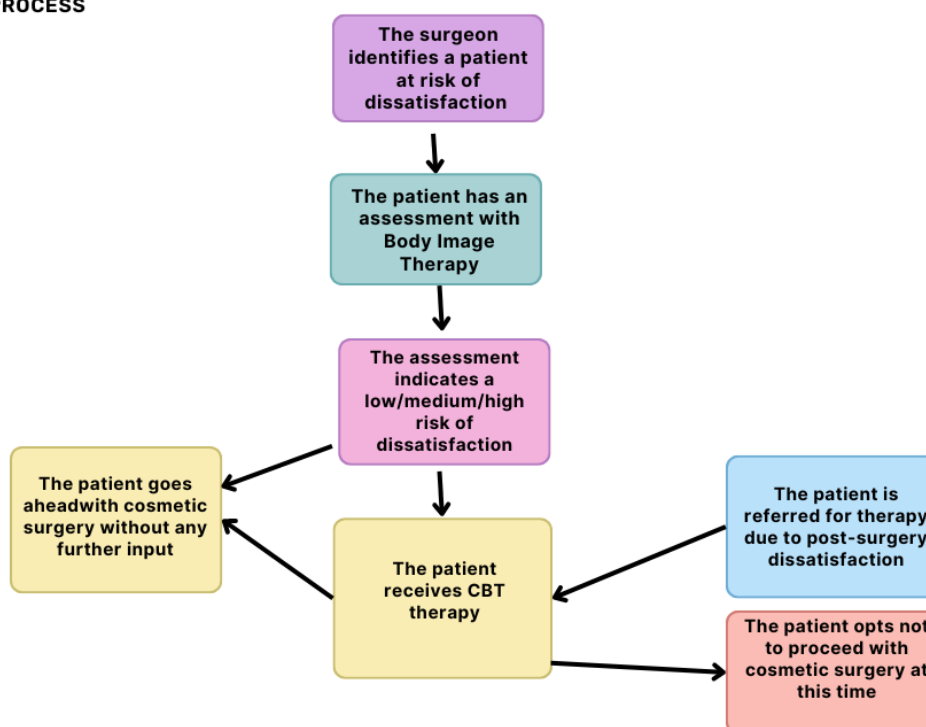 PROCESS
The surgeon
identifies a patient
at risk of
dissatisfaction
The patient has an
assessment with
Body Image
Therapy
The assessment
indicates a
low/medium/high
risk of
dissatisfaction
The patient goes
aheadwith cosmetic
surgery without any
further input
The patient
receives CBT
therapy
The patient is
referred for therapy
due to post-surgery
dissatisfaction
The patient opts not
to proceed with
cosmetic surgery at
this time